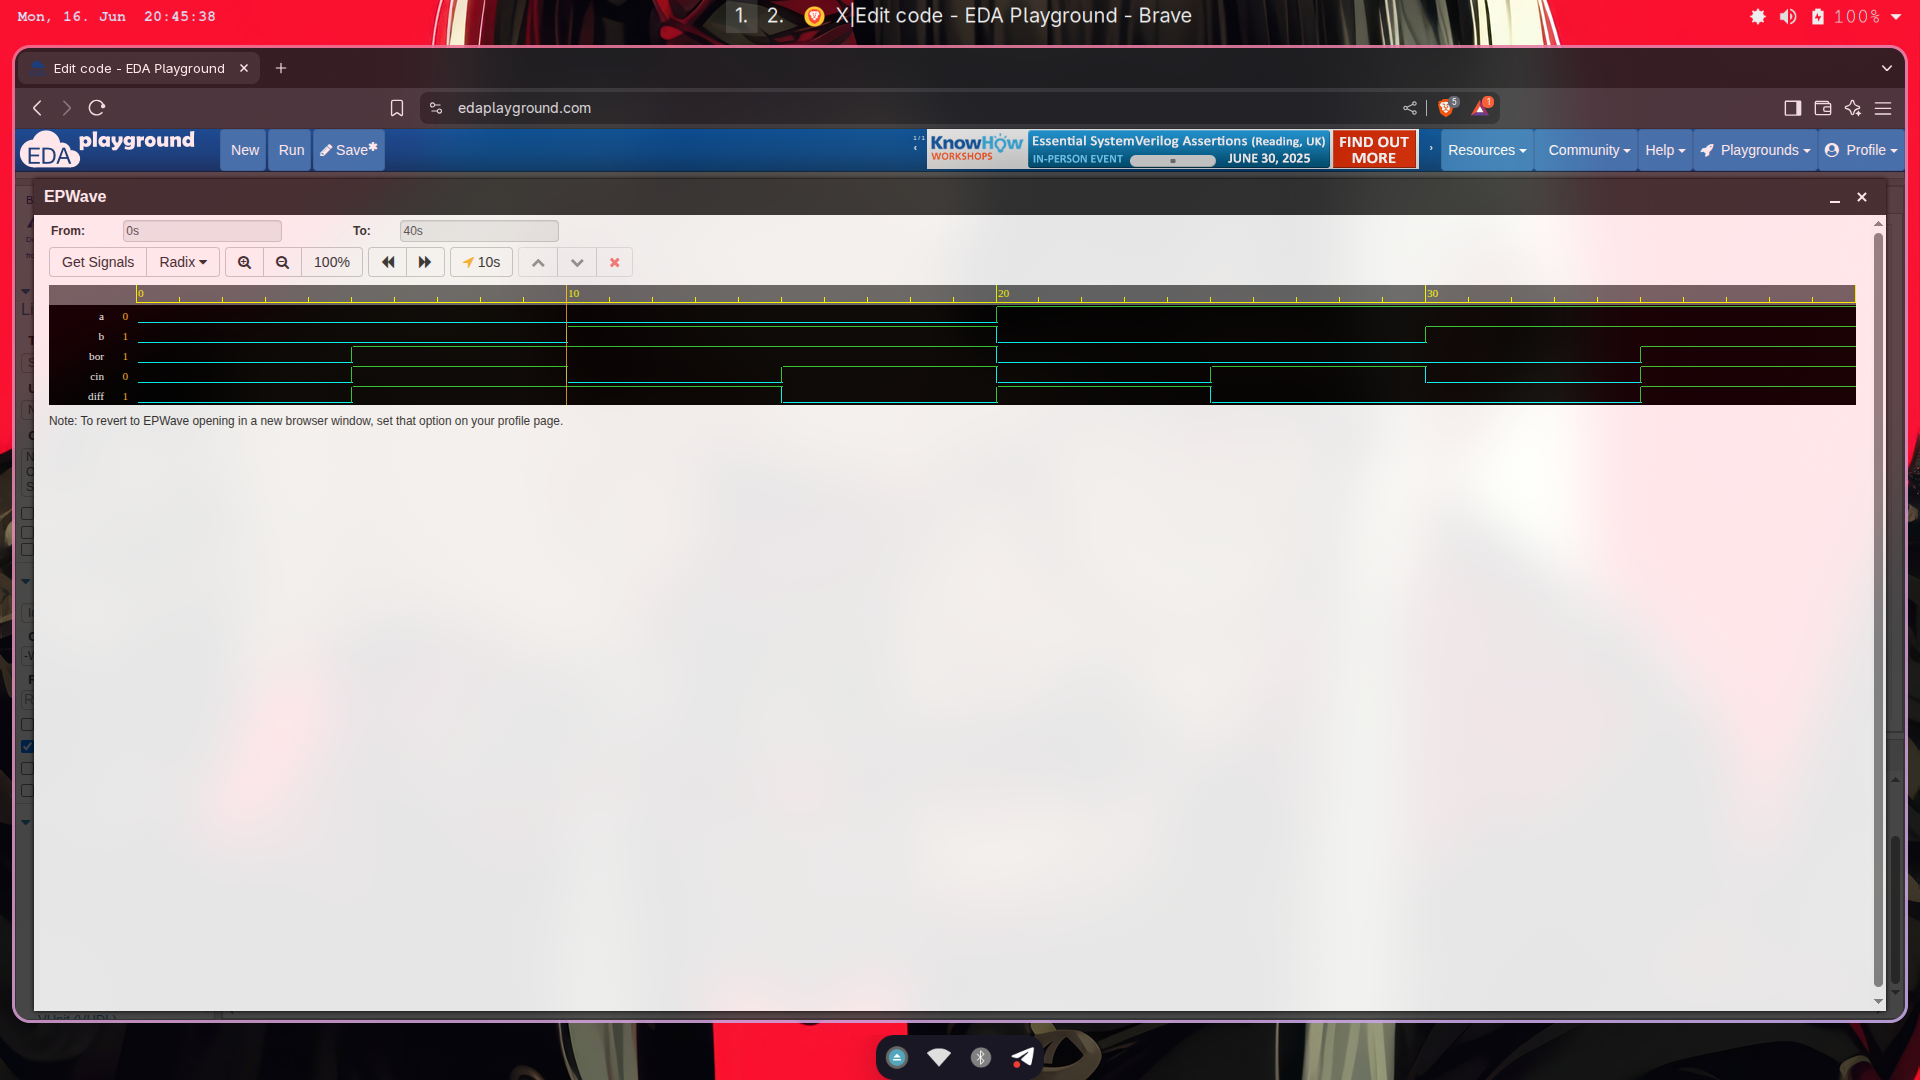 Mon, 16. Jun 20:45:38
1. 2. X|Edit code - EDA Playground - Brave
100%
Edit code - EDA Playground
edaplayground.com
5
1
EDA playground
New
Run
Save*
1 / 1
KnowHow
WORKSHOPS
Essential SystemVerilog Assertions (Reading, UK)
IN-PERSON EVENT
JUNE 30, 2025
FIND OUT
MORE
Resources
Community
Help
Playgrounds
Profile
EPWave
From:
0s
To:
40s
Get Signals
Radix
100%
10s
0 10 20 30
a 0
b 1
bor 1
cin 0
diff 1
Note: To revert to EPWave opening in a new browser window, set that option on your profile page.